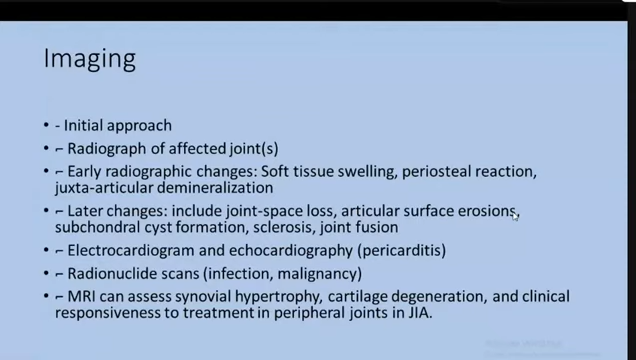 Imaging
• - Initial approach
• ⌐ Radiograph of affected joint(s)
• ⌐ Early radiographic changes: Soft tissue swelling, periosteal reaction,
juxta-articular demineralization
• ⌐ Later changes: include joint-space loss, articular surface erosions,
subchondral cyst formation, sclerosis, joint fusion
• ⌐ Electrocardiogram and echocardiography (pericarditis)
• ⌐ Radionuclide scans (infection, malignancy)
• ⌐ MRI can assess synovial hypertrophy, cartilage degeneration, and clinical
responsiveness to treatment in peripheral joints in JIA.